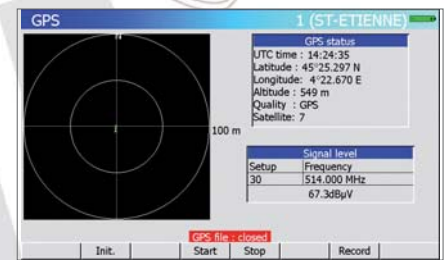 GPS 1 (ST-ETIENNE)
N
100 m
GPS status
UTC time : 14:24:35
Latitude : 45°25.297 N
Longitude: 4°22.670 E
Altitude : 549 m
Quality : GPS
Satellite: 7
Signal level
Setup Frequency
30 514.000 MHz
67.3dBµV
GPS file : closed
Init. Start Stop Record